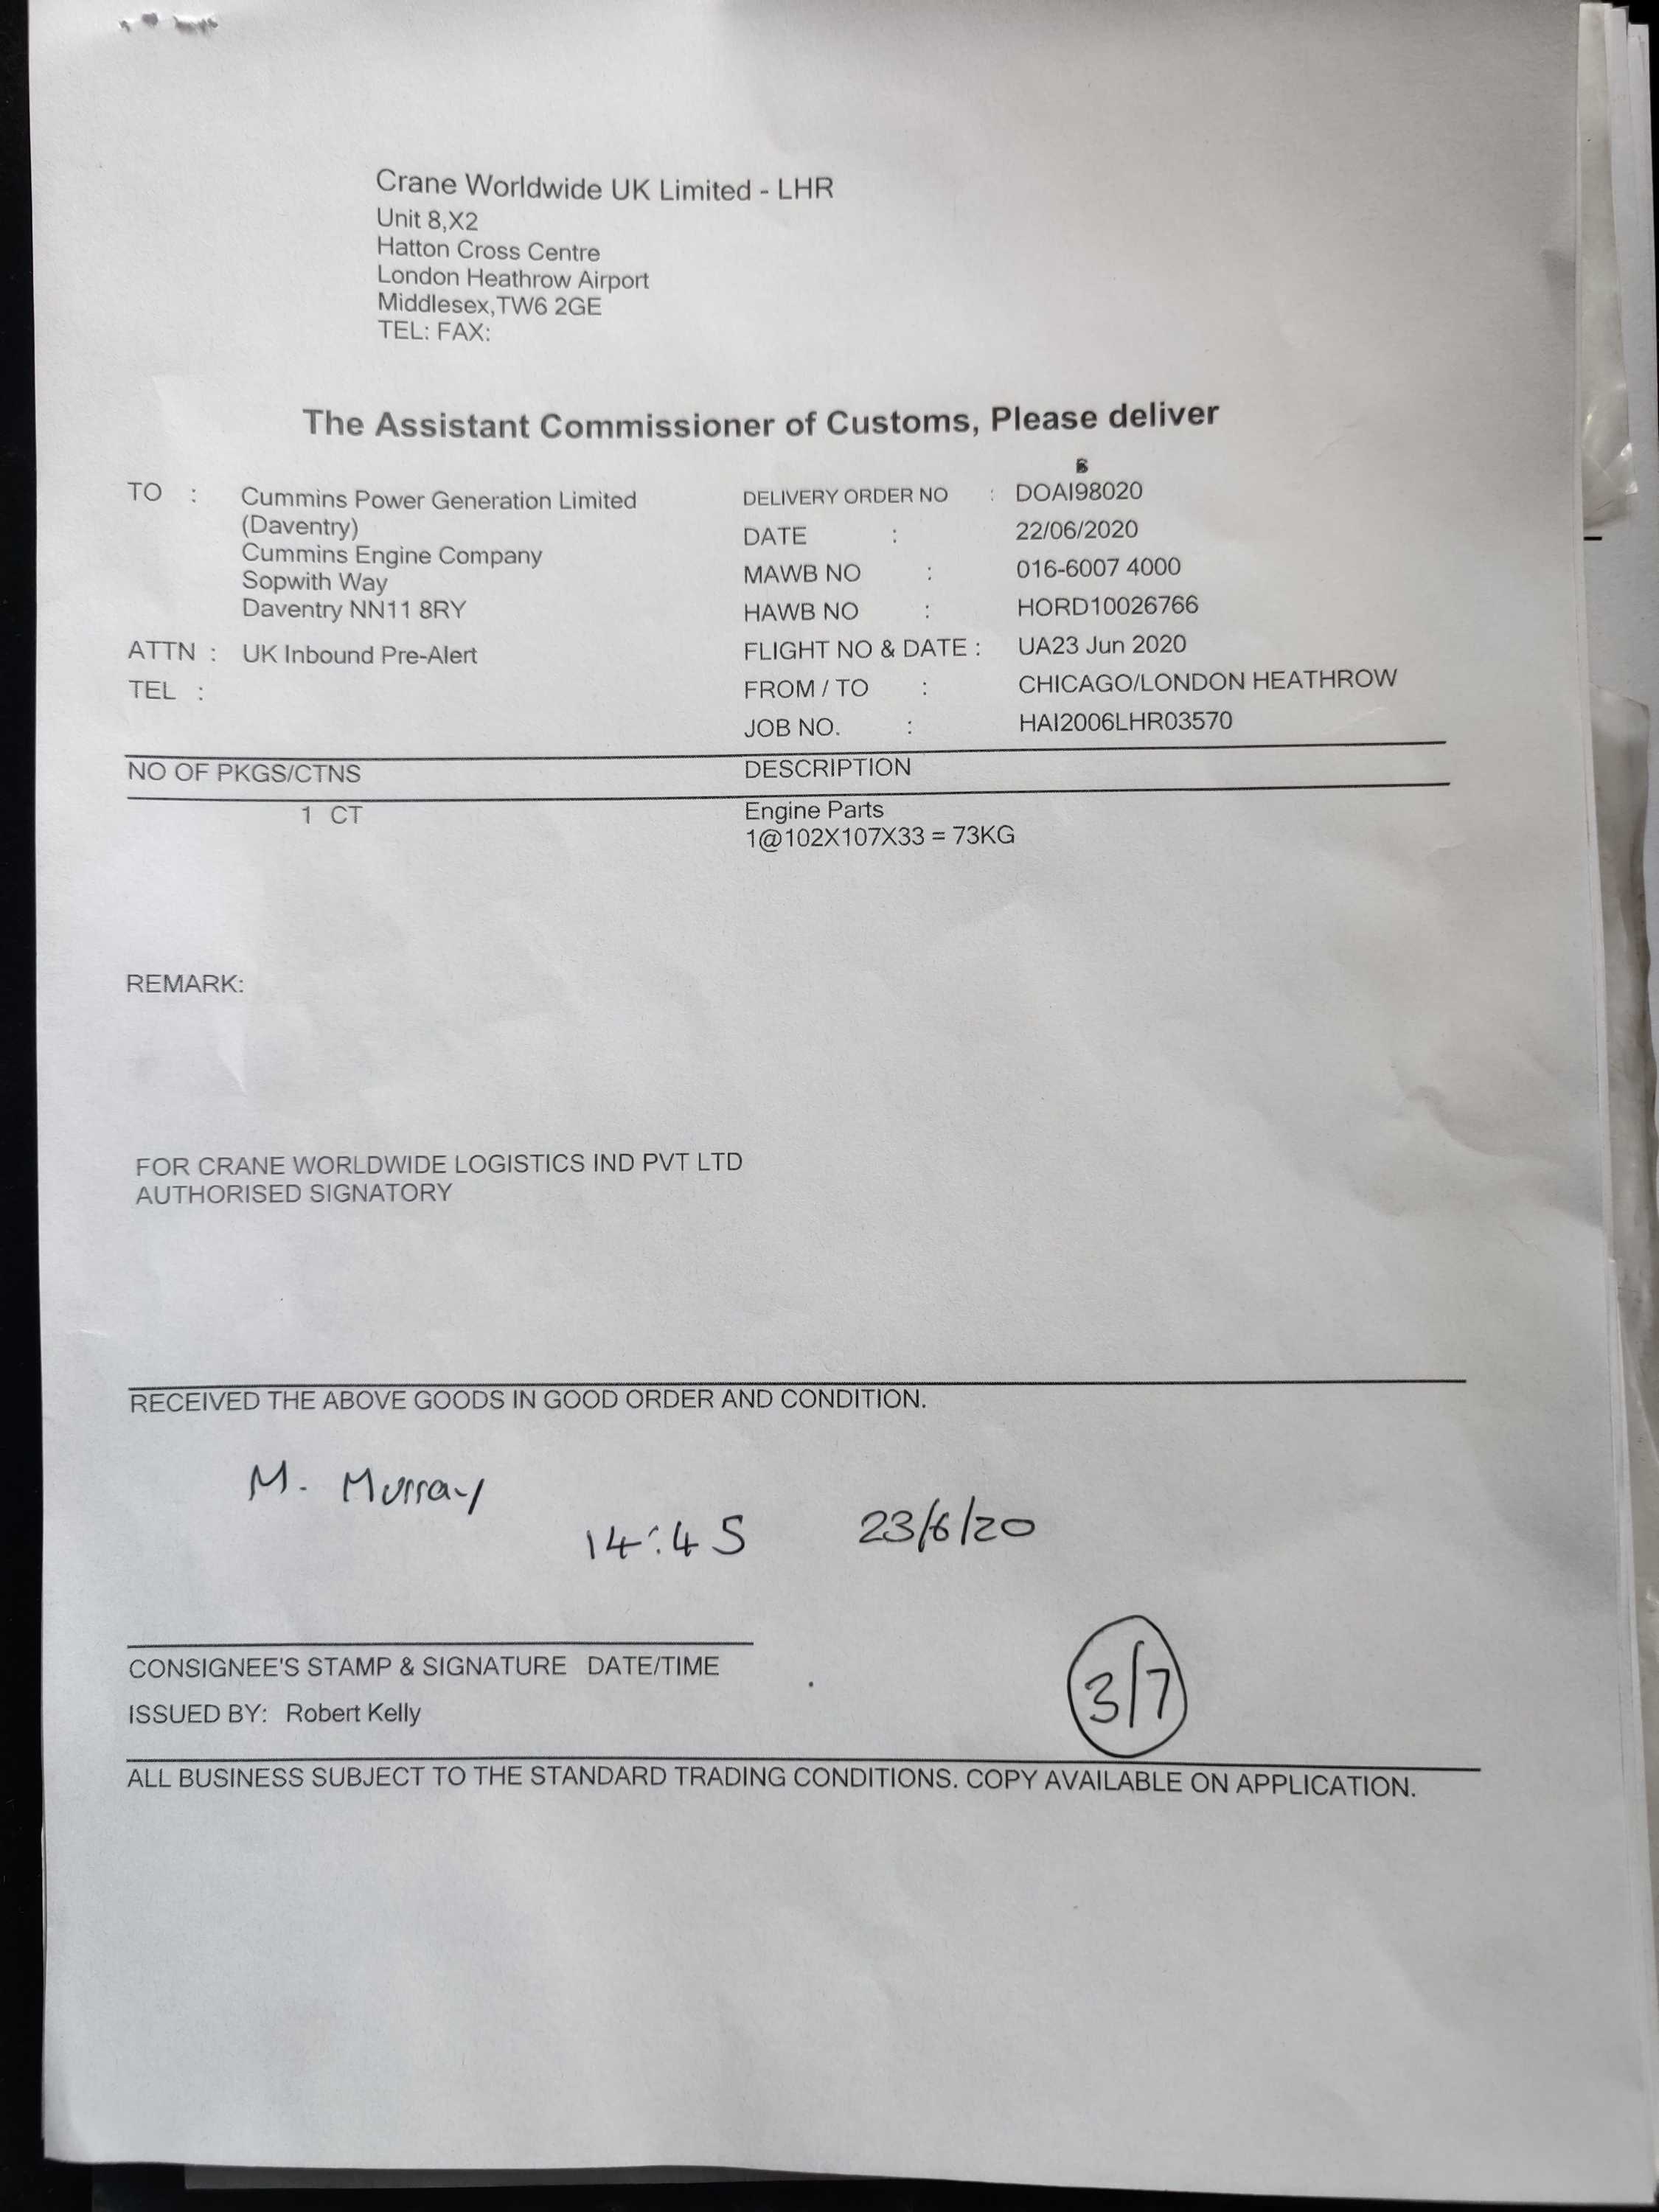 Crane Worldwide UK Limited - LHR
Unit 8,X2
Hatton Cross Centre
London Heathrow Airport
Middlesex,TW6 2GE
TEL: FAX:
The Assistant Commissioner of Customs, Please deliver
TO : Cummins Power Generation Limited
(Daventry)
Cummins Engine Company
Sopwith Way
Daventry NN11 8RY
ATTN : UK Inbound Pre-Alert
TEL :
DELIVERY ORDER NO : DOAI98020
DATE : 22/06/2020
MAWB NO : 016-6007 4000
HAWB NO : HORD10026766
FLIGHT NO & DATE : UA23 Jun 2020
FROM / TO : CHICAGO/LONDON HEATHROW
JOB NO. : HAI2006LHR03570
NO OF PKGS/CTNS DESCRIPTION
1 CT Engine Parts
1@102X107X33 = 73KG
REMARK:
FOR CRANE WORLDWIDE LOGISTICS IND PVT LTD
AUTHORISED SIGNATORY
RECEIVED THE ABOVE GOODS IN GOOD ORDER AND CONDITION.
M. Murray
14:45 23/6/20
CONSIGNEE'S STAMP & SIGNATURE DATE/TIME
3/7
ISSUED BY: Robert Kelly
ALL BUSINESS SUBJECT TO THE STANDARD TRADING CONDITIONS. COPY AVAILABLE ON APPLICATION.